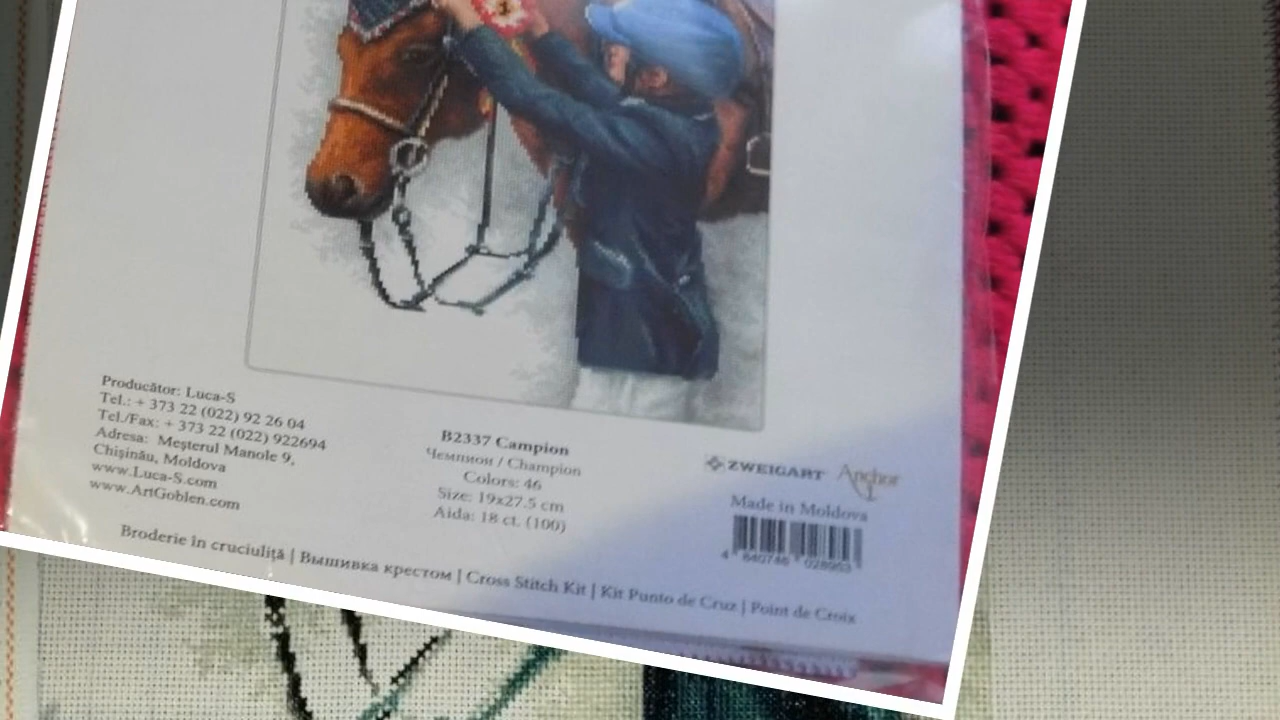 Producător: Luca-S
Tel.: + 373 22 (022) 92 26 04
Tel./Fax: + 373 22 (022) 922694
Adresa: Meşterul Manole 9,
Chişinău, Moldova
www.Luca-S.com
www.ArtGoblen.com
B2337 Campion
Чемпион / Champion
Colors: 46
Size: 19x27.5 cm
Aida: 18 ct. (100)
ZWEIGART Anchor
Made in Moldova
4 840746 028953
Broderie în cruciuliţă | Вышивка крестом | Cross Stitch Kit | Kit Punto de Cruz | Point de Croix